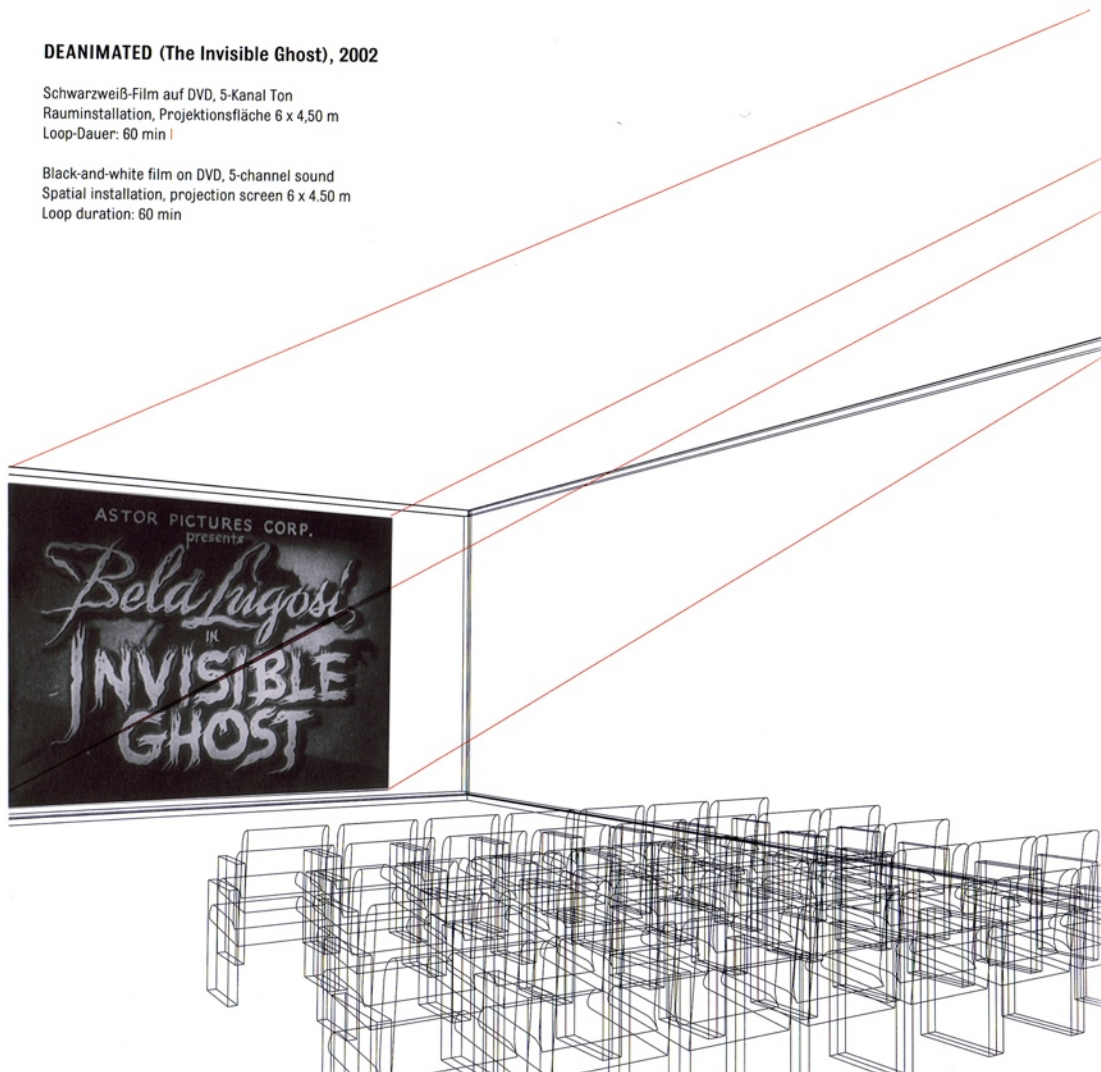 DEANIMATED (The Invisible Ghost), 2002
Schwarzweiß-Film auf DVD, 5-Kanal Ton
Rauminstallation, Projektionsfläche 6 x 4,50 m
Loop-Dauer: 60 min |
Black-and-white film on DVD, 5-channel sound
Spatial installation, projection screen 6 x 4.50 m
Loop duration: 60 min
ASTOR PICTURES CORP.
presents
Bela Lugosi
IN
INVISIBLE
GHOST